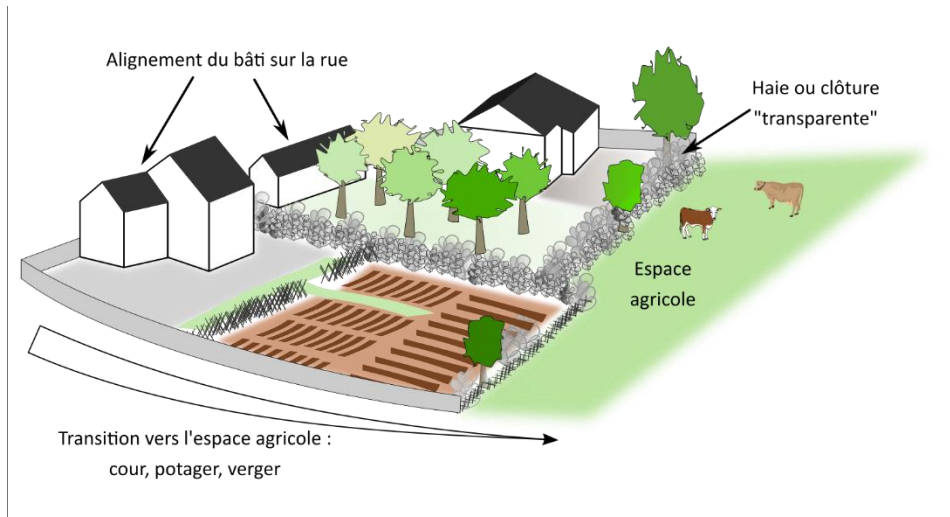 Alignement du bâti sur la rue
Haie ou clôture
"transparente"
Espace
agricole
Transition vers l'espace agricole :
cour, potager, verger